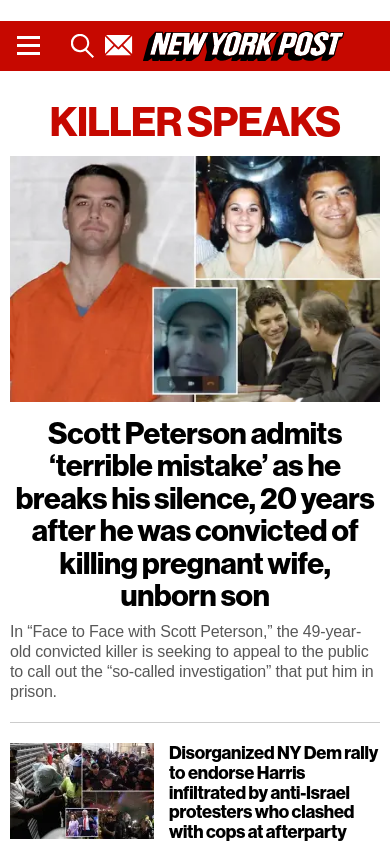 NEW YORK POST
KILLER SPEAKS
Scott Peterson admits
‘terrible mistake’ as he
breaks his silence, 20 years
after he was convicted of
killing pregnant wife,
unborn son
In “Face to Face with Scott Peterson,” the 49-year-
old convicted killer is seeking to appeal to the public
to call out the “so-called investigation” that put him in
prison.
Disorganized NY Dem rally
to endorse Harris
infiltrated by anti-Israel
protesters who clashed
with cops at afterparty